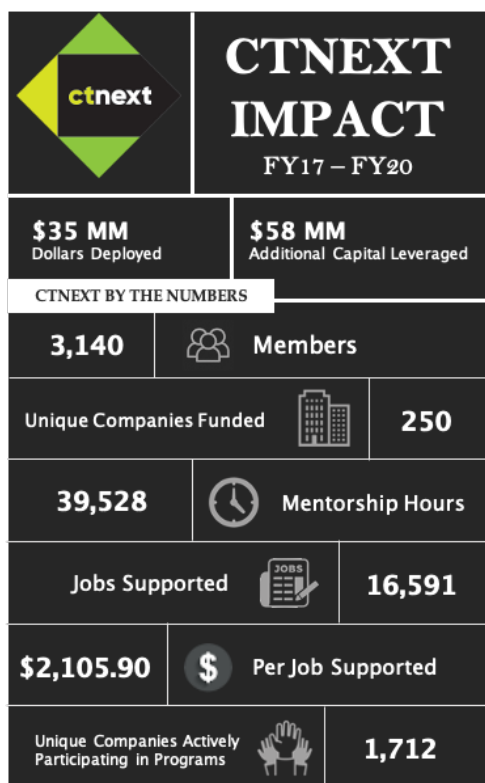 ctnext
CTNEXT
IMPACT
FY17 – FY20
$35 MM
Dollars Deployed
$58 MM
Additional Capital Leveraged
CTNEXT BY THE NUMBERS
3,140 Members
Unique Companies Funded 250
39,528 Mentorship Hours
JOBS
Jobs Supported 16,591
$2,105.90 $ Per Job Supported
Unique Companies Actively
Participating in Programs
1,712